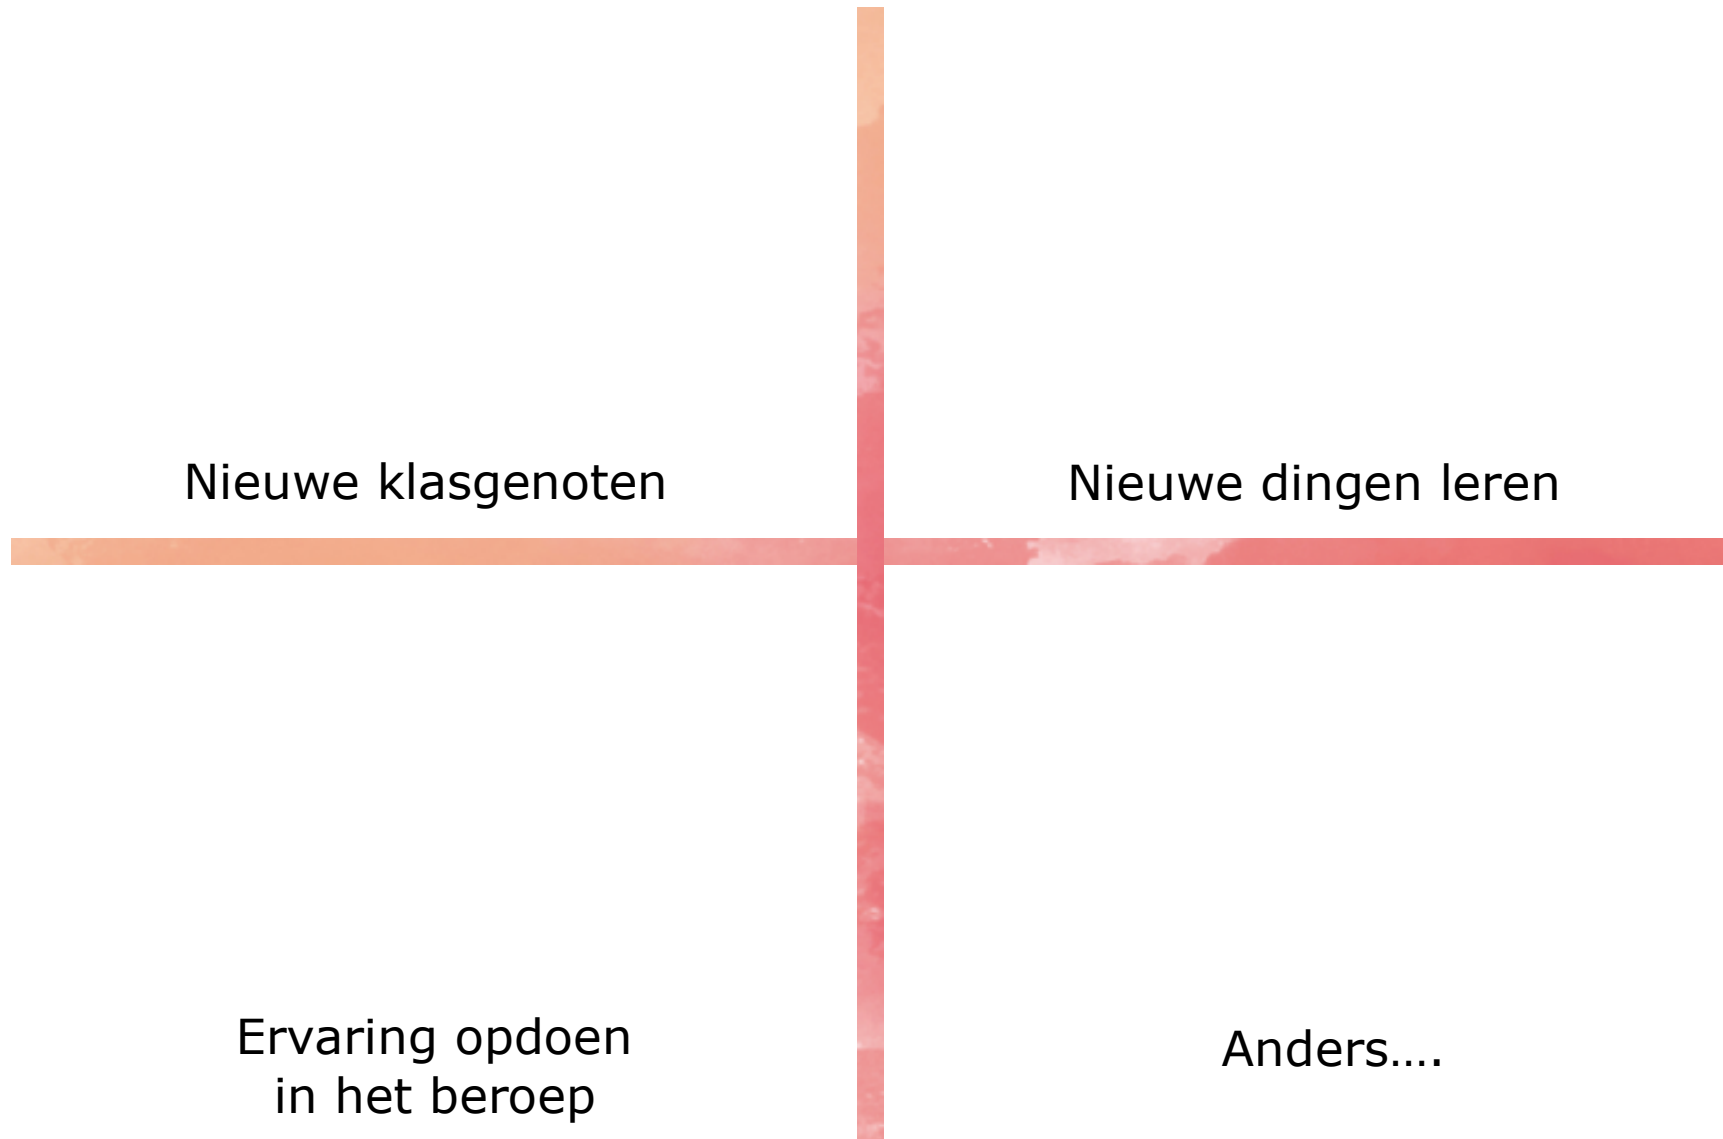 Nieuwe klasgenoten
Nieuwe dingen leren
Ervaring opdoen
in het beroep
Anders….